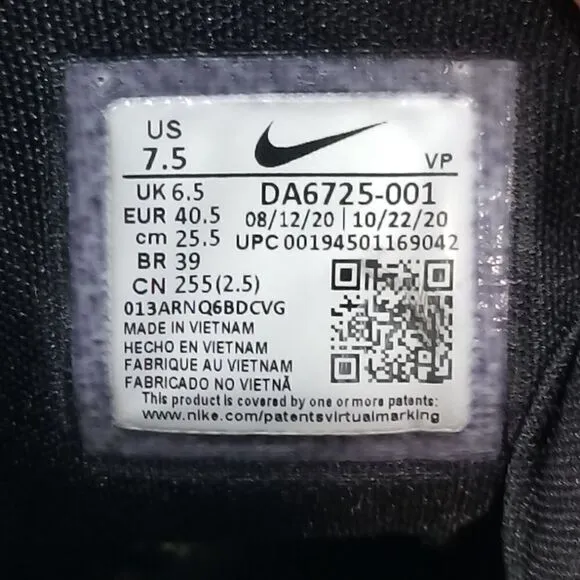 US
7.5
VP
UK 6.5
EUR 40.5
cm 25.5
BR 39
CN 255(2.5)
DA6725-001
08/12/20 | 10/22/20
UPC 00194501169042
013ARNQ6BDCVG
MADE IN VIETNAM
HECHO EN VIETNAM
FABRIQUE AU VIETNAM
FABRICADO NO VIETNÃ
This product is covered by one or more patents:
www.nike.com/patentsvirtualmarking